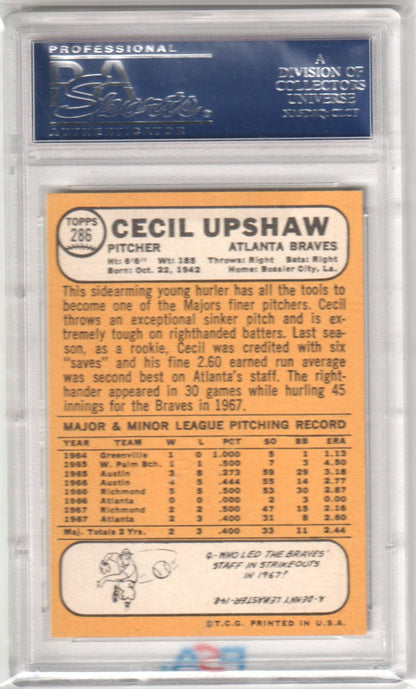 PROFESSIONAL
PSA
Sports
AUTHENTICATOR
A
DIVISION OF
COLLECTORS
UNIVERSE
NASDAQ: CLCT
TOPPS
286
CECIL UPSHAW
PITCHER ATLANTA BRAVES
Ht: 6'6" Wt: 185 Throws: Right Bats: Right
Born: Oct. 22, 1942 Home: Bossier City, La.
This sidearming young hurler has all the tools to
become one of the Majors finer pitchers. Cecil
throws an exceptional sinker pitch and is ex-
tremely tough on righthanded batters. Last sea-
son, as a rookie, Cecil was credited with six
"saves" and his fine 2.60 earned run average
was second best on Atlanta's staff. The right-
hander appeared in 30 games while hurling 45
innings for the Braves in 1967.
MAJOR & MINOR LEAGUE PITCHING RECORD
YEAR TEAM W L PCT SO BB ERA
1964 Greenville 1 0 1.000 5 1 1.13
1965 W. Palm Bch. 1 1 .500 7 3 4.50
1965 Austin 3 8 .273 59 29 3.18
1966 Austin 4 5 .444 55 14 2.77
1966 Richmond 5 5 .500 53 30 2.87
1966 Atlanta 0 0 .000 2 3 0.00
1967 Richmond 2 2 .500 47 15 2.16
1967 Atlanta 2 3 .400 31 8 2.60
Maj. Totals 2 Yrs. 2 3 .400 33 11 2.44
Q-WHO LED THE BRAVES'
STAFF IN STRIKEOUTS
IN 1967?
A-DENNY LEMASTER-148
©T.C.G. PRINTED IN U.S.A.
PSA